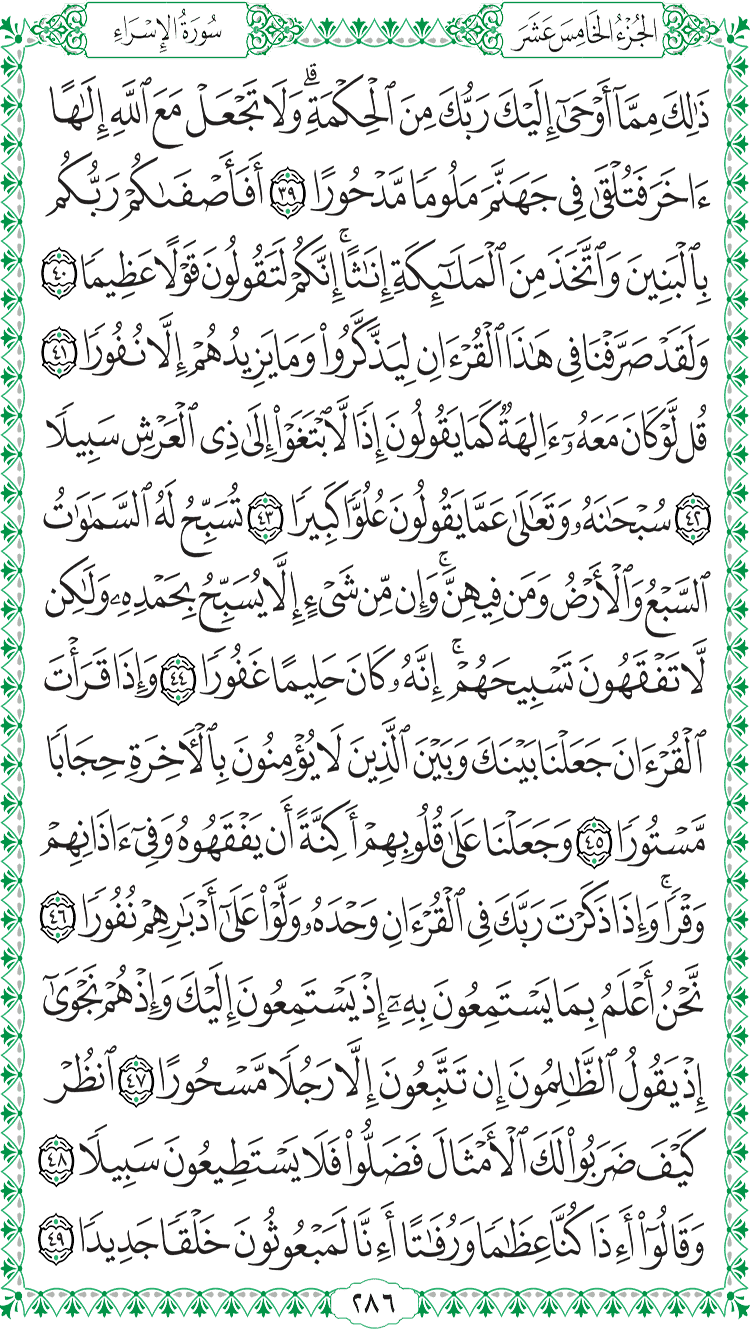 الجُزْءُ الخَامِسَ عَشَرَ
سُورَةُ الإِسْرَاءِ
ذَٰلِكَ مِمَّآ أَوْحَىٰٓ إِلَيْكَ رَبُّكَ مِنَ ٱلْحِكْمَةِۗ وَلَا تَجْعَلْ مَعَ ٱللَّهِ إِلَٰهًا
ءَاخَرَ فَتُلْقَىٰ فِى جَهَنَّمَ مَلُومًا مَّدْحُورًا ٣٩ أَفَأَصْفَىٰكُمْ رَبُّكُم
بِٱلْبَنِينَ وَٱتَّخَذَ مِنَ ٱلْمَلَٰٓئِكَةِ إِنَٰثًاۚ إِنَّكُمْ لَتَقُولُونَ قَوْلًا عَظِيمًا ٤٠
وَلَقَدْ صَرَّفْنَا فِى هَٰذَا ٱلْقُرْءَانِ لِيَذَّكَّرُوا۟ وَمَا يَزِيدُهُمْ إِلَّا نُفُورًا ٤١
قُل لَّوْ كَانَ مَعَهُۥٓ ءَالِهَةٌ كَمَا يَقُولُونَ إِذًا لَّٱبْتَغَوْا۟ إِلَىٰ ذِى ٱلْعَرْشِ سَبِيلًا
٤٢ سُبْحَٰنَهُۥ وَتَعَٰلَىٰ عَمَّا يَقُولُونَ عُلُوًّا كَبِيرًا ٤٣ تُسَبِّحُ لَهُ ٱلسَّمَٰوَٰتُ
ٱلسَّبْعُ وَٱلْأَرْضُ وَمَن فِيهِنَّۚ وَإِن مِّن شَىْءٍ إِلَّا يُسَبِّحُ بِحَمْدِهِۦ وَلَٰكِن
لَّا تَفْقَهُونَ تَسْبِيحَهُمْۚ إِنَّهُۥ كَانَ حَلِيمًا غَفُورًا ٤٤ وَإِذَا قَرَأْتَ
ٱلْقُرْءَانَ جَعَلْنَا بَيْنَكَ وَبَيْنَ ٱلَّذِينَ لَا يُؤْمِنُونَ بِٱلْءَاخِرَةِ حِجَابًا
مَّسْتُورًا ٤٥ وَجَعَلْنَا عَلَىٰ قُلُوبِهِمْ أَكِنَّةً أَن يَفْقَهُوهُ وَفِىٓ ءَاذَانِهِمْ
وَقْرًاۚ وَإِذَا ذَكَرْتَ رَبَّكَ فِى ٱلْقُرْءَانِ وَحْدَهُۥ وَلَّوْا۟ عَلَىٰٓ أَدْبَٰرِهِمْ نُفُورًا ٤٦
نَّحْنُ أَعْلَمُ بِمَا يَسْتَمِعُونَ بِهِۦٓ إِذْ يَسْتَمِعُونَ إِلَيْكَ وَإِذْ هُمْ نَجْوَىٰٓ
إِذْ يَقُولُ ٱلظَّٰلِمُونَ إِن تَتَّبِعُونَ إِلَّا رَجُلًا مَّسْحُورًا ٤٧ ٱنظُرْ
كَيْفَ ضَرَبُوا۟ لَكَ ٱلْأَمْثَالَ فَضَلُّوا۟ فَلَا يَسْتَطِيعُونَ سَبِيلًا ٤٨
وَقَالُوٓا۟ أَءِذَا كُنَّا عِظَٰمًا وَرُفَٰتًا أَءِنَّا لَمَبْعُوثُونَ خَلْقًا جَدِيدًا ٤٩
٢٨٦